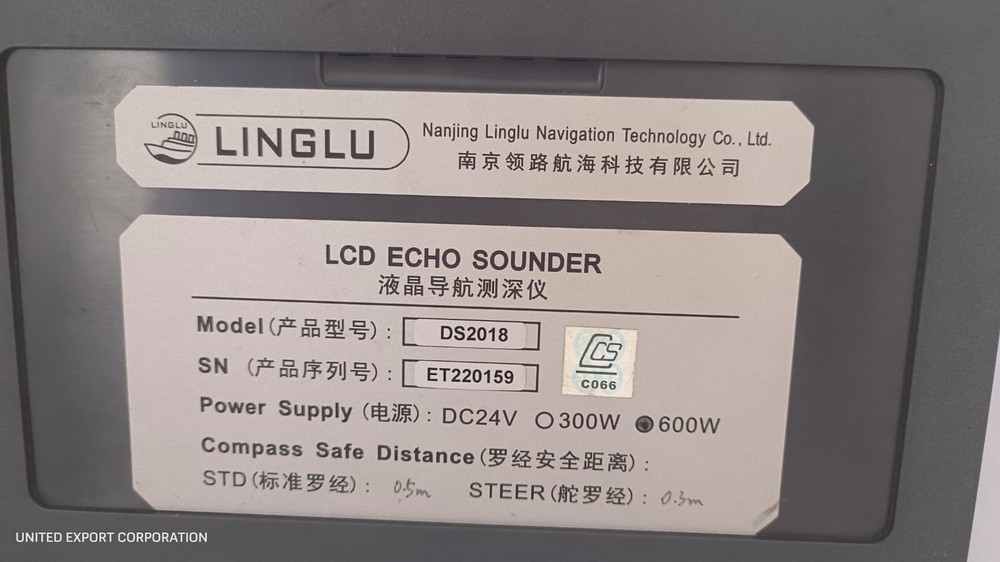 LINGLU
LINGLU
Nanjing Linglu Navigation Technology Co., Ltd.
南京领路航海科技有限公司
LCD ECHO SOUNDER
液晶导航测深仪
Model(产品型号): DS2018
SN (产品序列号): ET220159
CCS
C066
Power Supply (电源): DC24V ○300W ●600W
Compass Safe Distance(罗经安全距离):
STD(标准罗经): 0.5m STEER(舵罗经): 0.3m
UNITED EXPORT CORPORATION